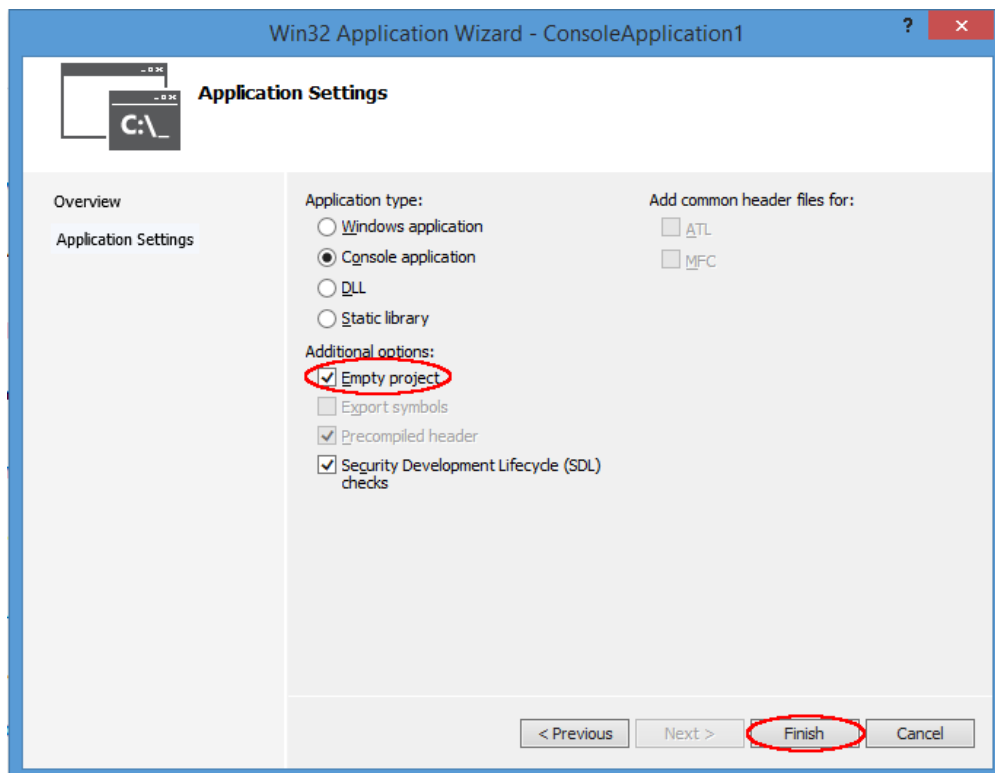 Win32 Application Wizard - ConsoleApplication1
?
Application Settings
C:\_
Overview
Application Settings
Application type:
Windows application
Console application
DLL
Static library
Additional options:
Empty project
Export symbols
Precompiled header
Security Development Lifecycle (SDL)
checks
Add common header files for:
ATL
MFC
< Previous
Next >
Finish
Cancel